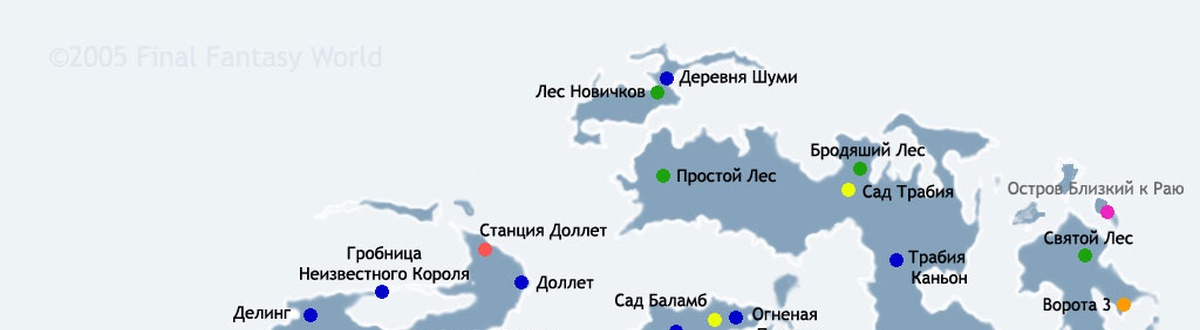 ©2005 Final Fantasy World
Деревня Шуми
Лес Новичков
Бродяший Лес
Простой Лес
Сад Трабия
Остров Близкий к Раю
Станция Доллет
Святой Лес
Гробница
Неизвестного Короля
Трабия
Каньон
Доллет
Сад Баламб
Ворота 3
Делинг
Огненая